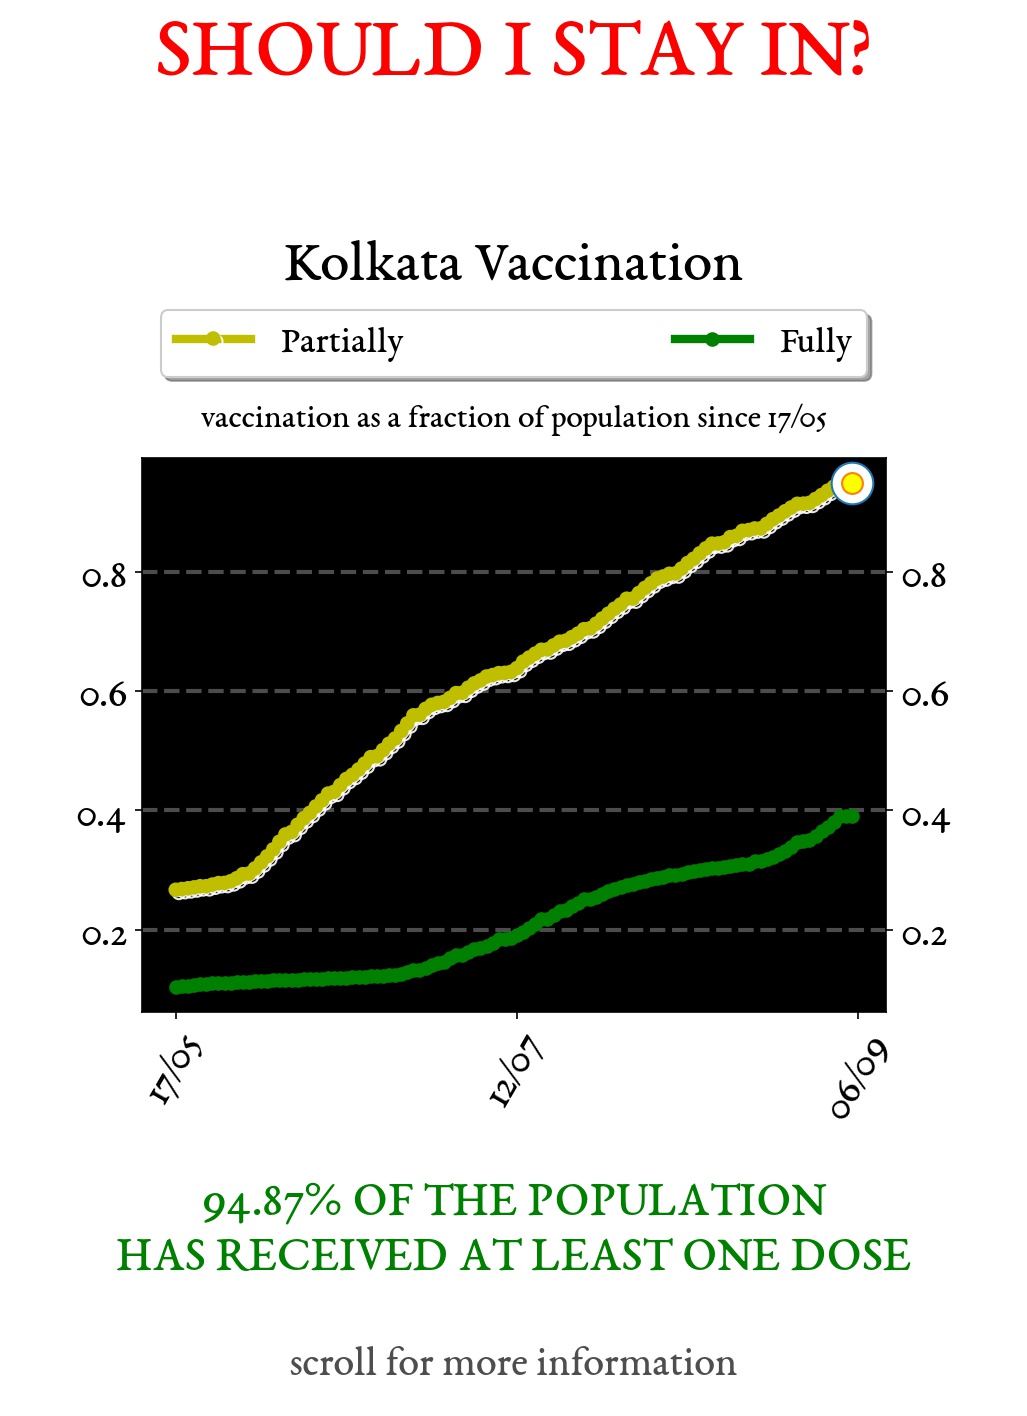 SHOULD I STAY IN?
Kolkata Vaccination
Partially Fully
vaccination as a fraction of population since 17/05
0.8 0.8
0.6 0.6
0.4 0.4
0.2 0.2
17/05 12/07 06/09
94.87% OF THE POPULATION
HAS RECEIVED AT LEAST ONE DOSE
scroll for more information